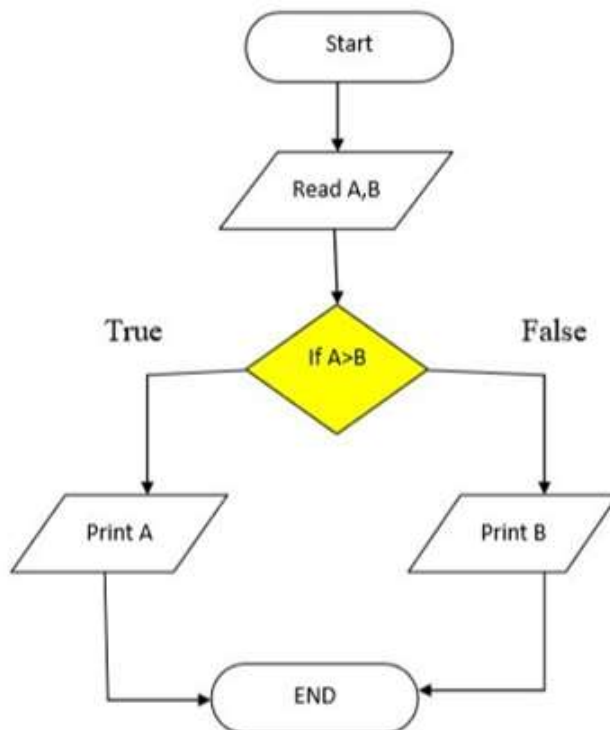 Start
Read A,B
True
False
If A>B
Print A
Print B
END